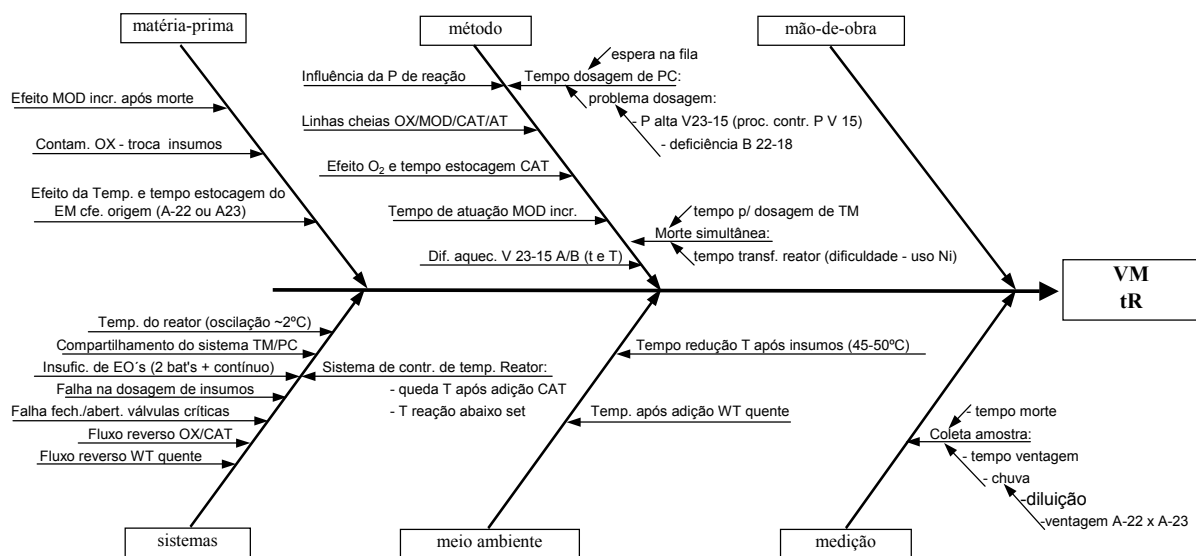 matéria-prima
método
mão-de-obra
espera na fila
Influência da P de reação
Tempo dosagem de PC:
Efeito MOD incr. após morte
problema dosagem:
Linhas cheias OX/MOD/CAT/AT
- P alta V23-15 (proc. contr. P V 15)
Contam. OX - troca insumos
- deficiência B 22-18
Efeito O₂ e tempo estocagem CAT
Efeito da Temp. e tempo estocagem do
EM cfe. origem (A-22 ou A23)
Tempo de atuação MOD incr.
tempo p/ dosagem de TM
Morte simultânea:
Dif. aquec. V 23-15 A/B (t e T)
tempo transf. reator (dificuldade - uso Ni)
VM
tR
Temp. do reator (oscilação ~2ºC)
Compartilhamento do sistema TM/PC
Tempo redução T após insumos (45-50ºC)
Insufic. de EO´s (2 bat's + contínuo)
Sistema de contr. de temp. Reator:
Falha na dosagem de insumos
- queda T após adição CAT
Falha fech./abert. válvulas críticas
- T reação abaixo set
Temp. após adição WT quente
- tempo morte
Fluxo reverso OX/CAT
Coleta amostra:
Fluxo reverso WT quente
- tempo ventagem
- chuva
-diluição
-ventagem A-22 x A-23
sistemas
meio ambiente
medição